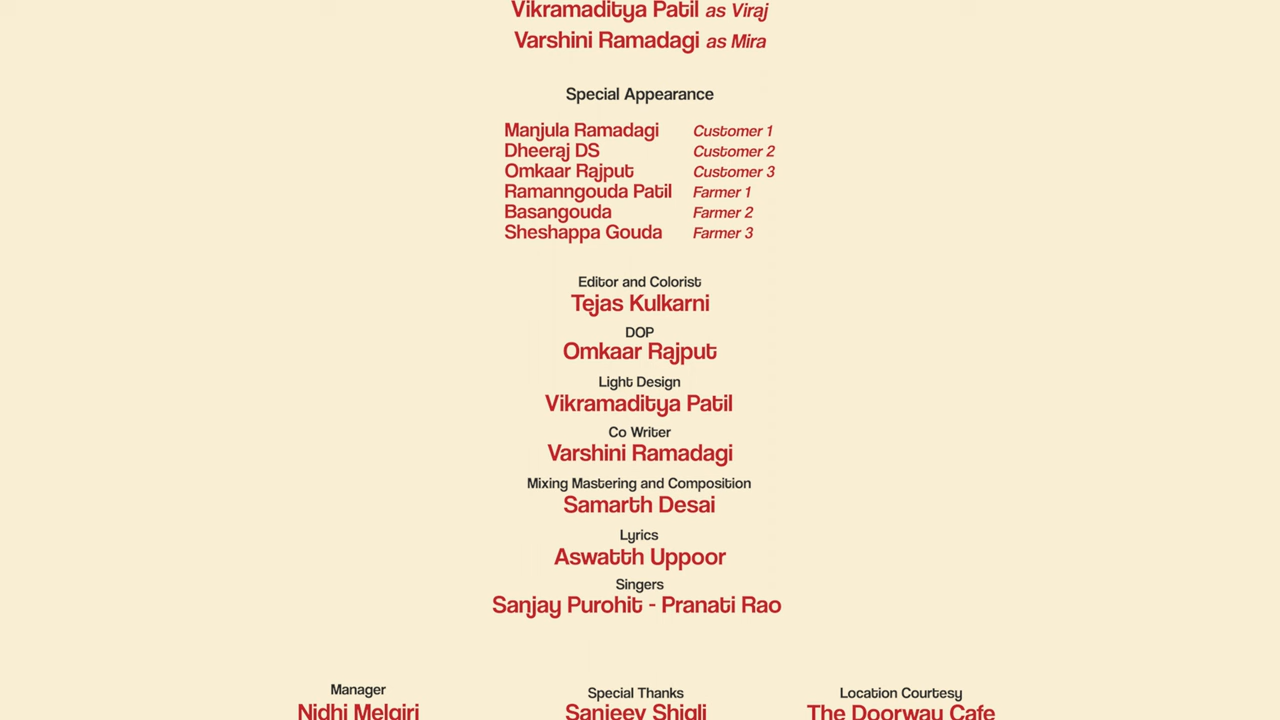 Vikramaditya Patil as Viraj
Varshini Ramadagi as Mira
Special Appearance
Manjula Ramadagi Customer 1
Dheeraj DS Customer 2
Omkaar Rajput Customer 3
Ramanngouda Patil Farmer 1
Basangouda Farmer 2
Sheshappa Gouda Farmer 3
Editor and Colorist
Tejas Kulkarni
DOP
Omkaar Rajput
Light Design
Vikramaditya Patil
Co Writer
Varshini Ramadagi
Mixing Mastering and Composition
Samarth Desai
Lyrics
Aswatth Uppoor
Singers
Sanjay Purohit - Pranati Rao
Manager Special Thanks Location Courtesy
Nidhi Melgiri Sanjeev Shigli The Doorway Cafe